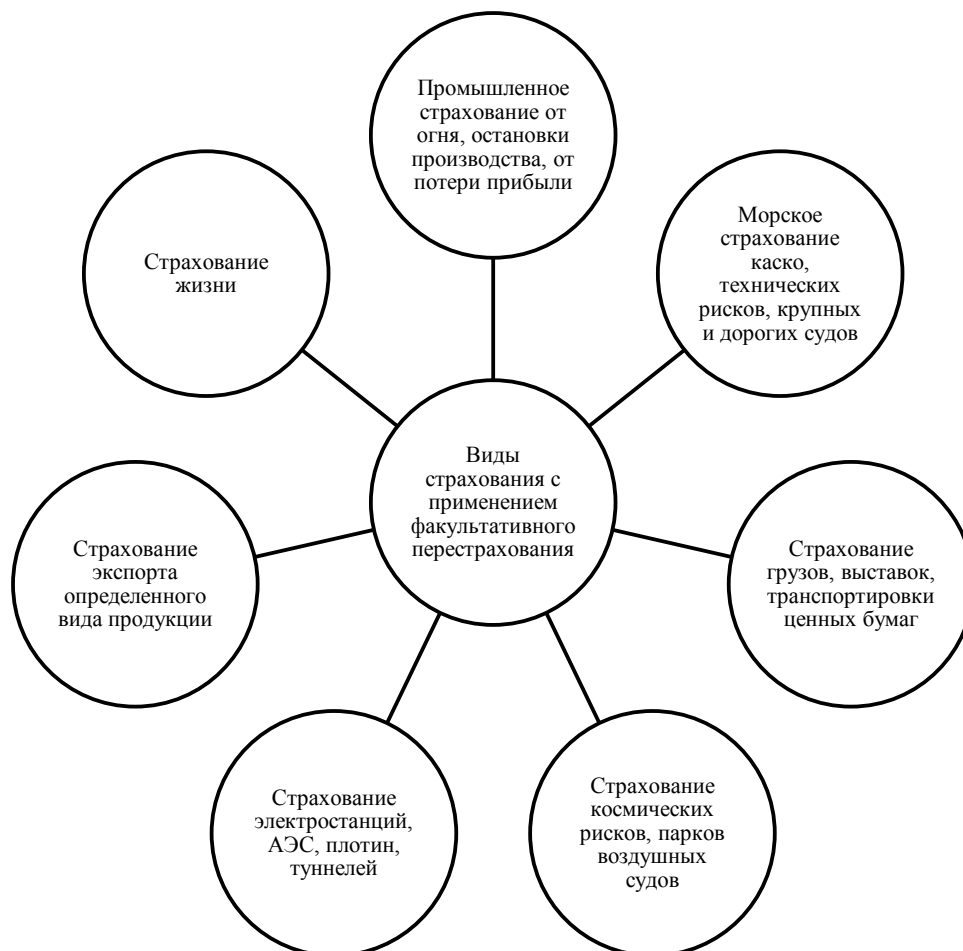 Промышленное
страхование от
огня, остановки
производства, от
потери прибыли
Морское
страхование
каско,
технических
рисков, крупных
и дорогих судов
Страхование
грузов, выставок,
транспортировки
ценных бумаг
Страхование
космических
рисков, парков
воздушных
судов
Страхование
электростанций,
АЭС, плотин,
туннелей
Страхование
экспорта
определенного
вида продукции
Страхование
жизни
Виды
страхования с
применением
факультативного
перестрахования